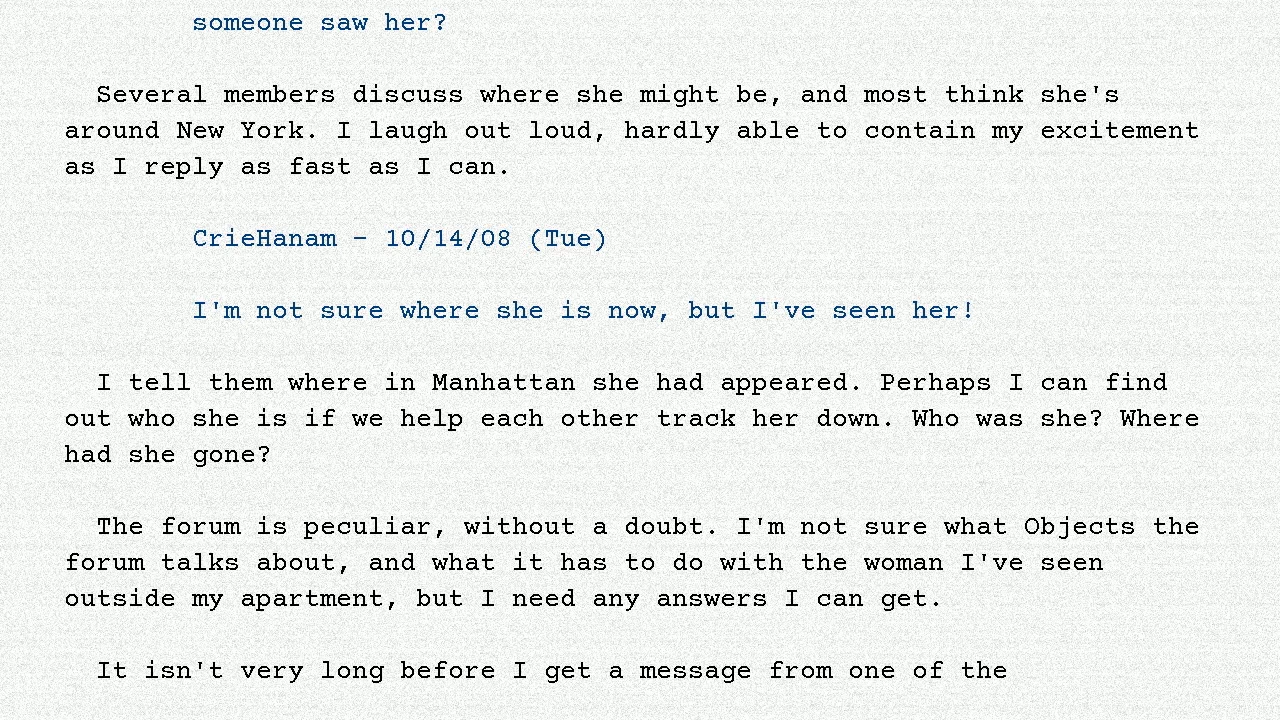 someone saw her?
Several members discuss where she might be, and most think she's
around New York. I laugh out loud, hardly able to contain my excitement
as I reply as fast as I can.
CrieHanam – 10/14/08 (Tue)
I'm not sure where she is now, but I've seen her!
I tell them where in Manhattan she had appeared. Perhaps I can find
out who she is if we help each other track her down. Who was she? Where
had she gone?
The forum is peculiar, without a doubt. I'm not sure what Objects the
forum talks about, and what it has to do with the woman I've seen
outside my apartment, but I need any answers I can get.
It isn't very long before I get a message from one of the